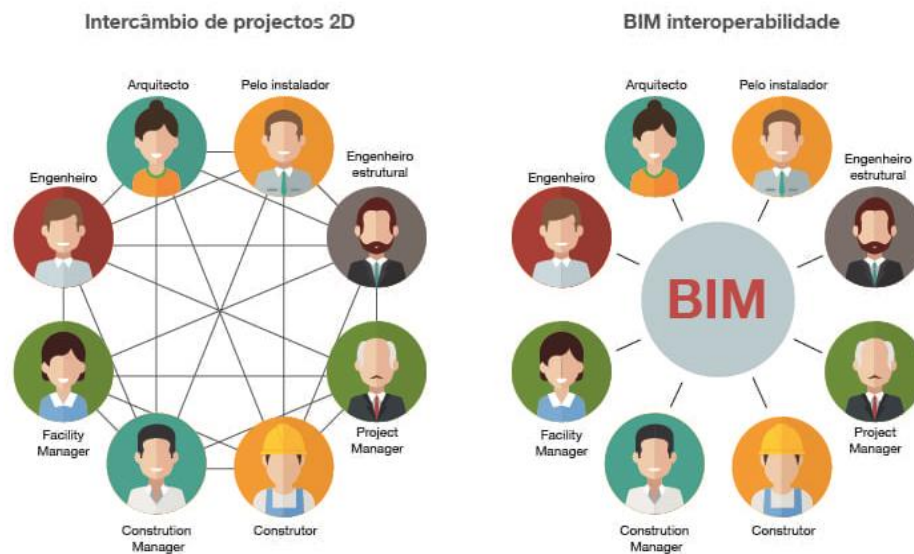 Intercâmbio de projectos 2D
Arquitecto
Pelo instalador
Engenheiro
Engenheiro
estrutural
Facility
Manager
Project
Manager
Constrution
Manager
Construtor
BIM interoperabilidade
Arquitecto
Pelo instalador
Engenheiro
Engenheiro
estrutural
BIM
Facility
Manager
Project
Manager
Constrution
Manager
Construtor